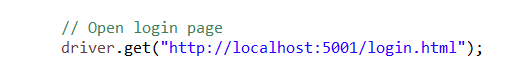 // Open login page
driver.get("http://localhost:5001/login.html");